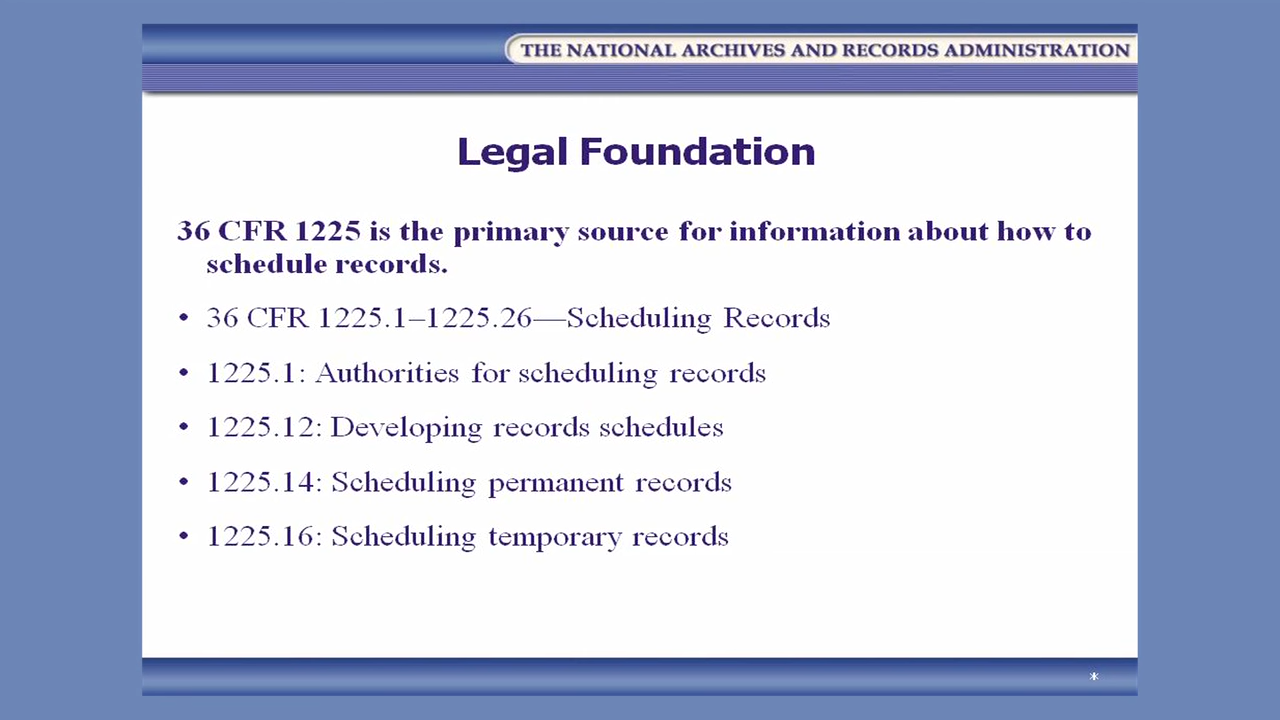 THE NATIONAL ARCHIVES AND RECORDS ADMINISTRATION
Legal Foundation
36 CFR 1225 is the primary source for information about how to
schedule records.
• 36 CFR 1225.1–1225.26—Scheduling Records
• 1225.1: Authorities for scheduling records
• 1225.12: Developing records schedules
• 1225.14: Scheduling permanent records
• 1225.16: Scheduling temporary records
*